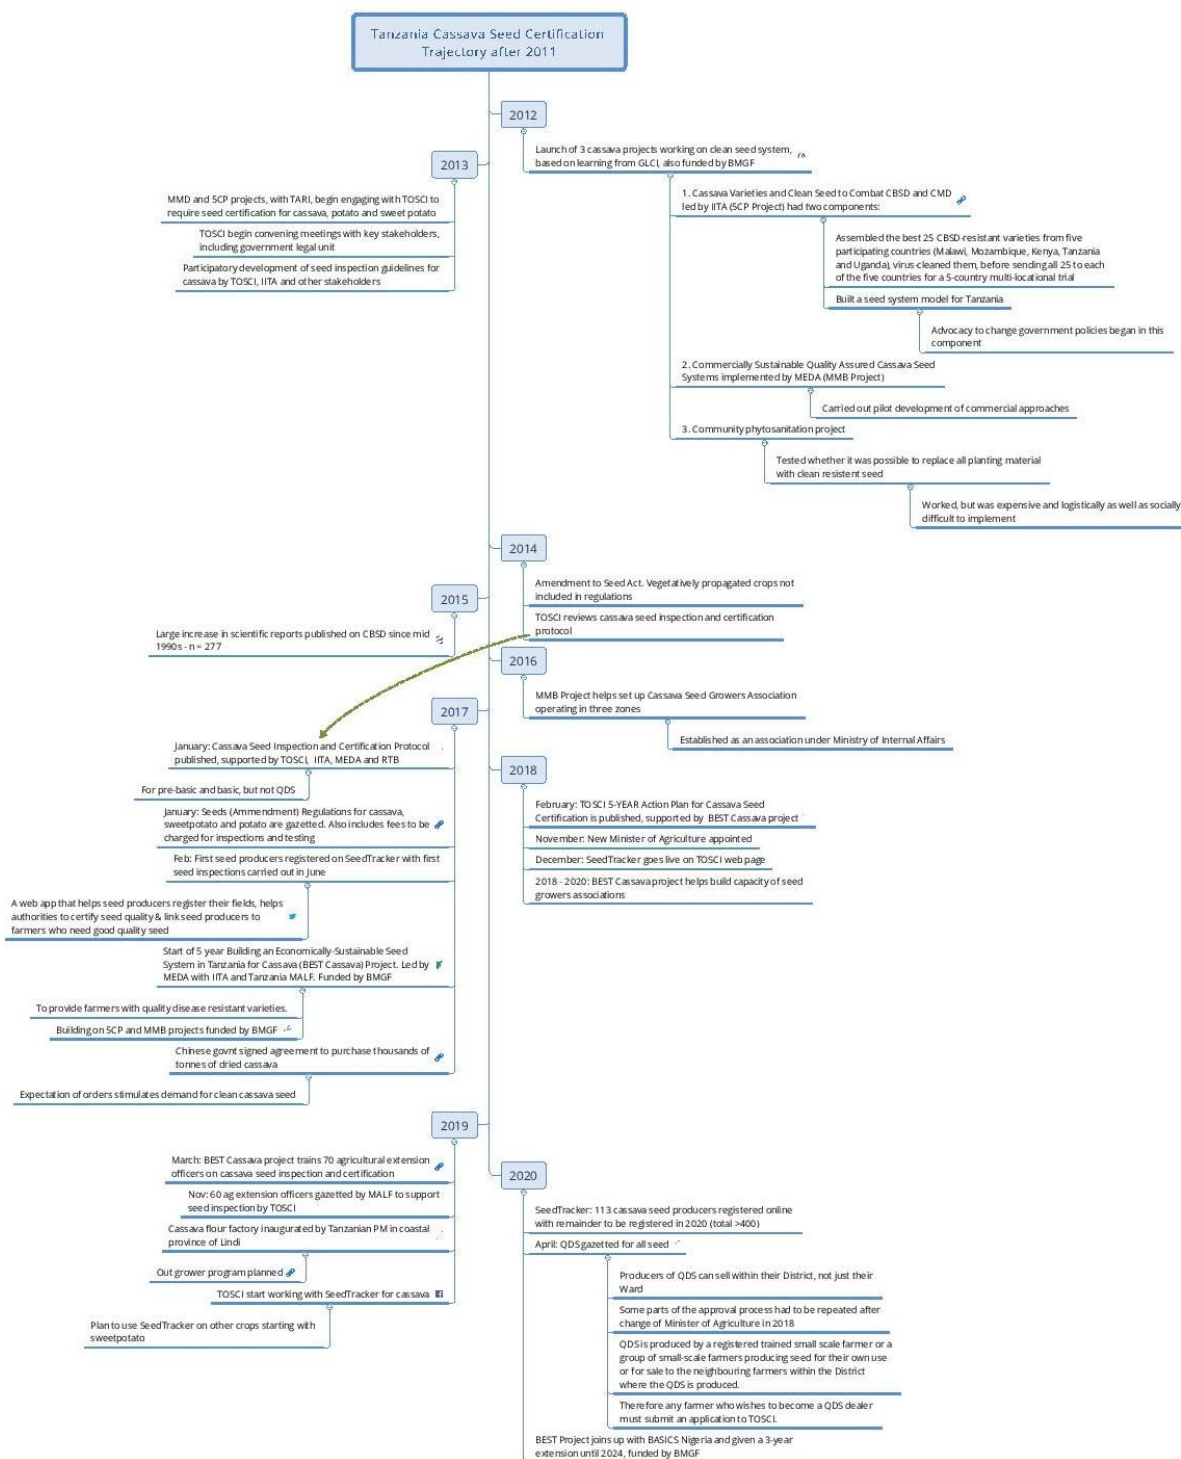 Tanzania Cassava Seed Certification
Trajectory after 2011
2012
Launch of 3 cassava projects working on clean seed system,
based on learning from GLCI, also funded by BMGF
1. Cassava Varieties and Clean Seed to Combat CBSD and CMD
led by IITA (5CP Project) had two components:
Assembled the best 25 CBSD-resistant varieties from five
participating countries (Malawi, Mozambique, Kenya, Tanzania
and Uganda), virus-cleaned them, before sending all 25 to each
of the five countries for a 5-country multi-locational trial
Built a seed system model for Tanzania
Advocacy to change government policies began in this
component
2. Commercially Sustainable Quality Assured Cassava Seed
Systems implemented by MEDA (MMB Project)
Carried out pilot development of commercial approaches
3. Community phytosanitation project
Tested whether it was possible to replace all planting material
with clean resistent seed
Worked, but was expensive and logistically as well as socially
difficult to implement
2013
MMD and 5CP projects, with TARI, begin engaging with TOSCI to
require seed certification for cassava, potato and sweet potato
TOSCI begin convening meetings with key stakeholders,
including government legal unit
Participatory development of seed inspection guidelines for
cassava by TOSCI, IITA and other stakeholders
2014
Amendment to Seed Act. Vegetatively propagated crops not
included in regulations
TOSCI reviews cassava seed inspection and certification
protocol
2015
Large increase in scientific reports published on CBSD since mid
1990s - n = 277
2016
MMB Project helps set up Cassava Seed Growers Association
operating in three zones
Established as an association under Ministry of Internal Affairs
2017
January: Cassava Seed Inspection and Certification Protocol
published, supported by TOSCI, IITA, MEDA and RTB
For pre-basic and basic, but not QDS
January: Seeds (Ammendment) Regulations for cassava,
sweetpotato and potato are gazetted. Also includes fees to be
charged for inspections and testing
Feb: First seed producers registered on SeedTracker with first
seed inspections carried out in June
A web app that helps seed producers register their fields, helps
authorities to certify seed quality & link seed producers to
farmers who need good quality seed
Start of 5 year Building an Economically-Sustainable Seed
System in Tanzania for Cassava (BEST Cassava) Project. Led by
MEDA with IITA and Tanzania MALF. Funded by BMGF
To provide farmers with quality disease resistant varieties.
Building on 5CP and MMB projects funded by BMGF
Chinese govnt signed agreement to purchase thousands of
tonnes of dried cassava
Expectation of orders stimulates demand for clean cassava seed
2018
February: TOSCI 5-YEAR Action Plan for Cassava Seed
Certification is published, supported by BEST Cassava project
November: New Minister of Agriculture appointed
December: SeedTracker goes live on TOSCI web page
2018 - 2020: BEST Cassava project helps build capacity of seed
growers associations
2019
March: BEST Cassava project trains 70 agricultural extension
officers on cassava seed inspection and certification
Nov: 60 ag extension officers gazetted by MALF to support
seed inspection by TOSCI
Cassava flour factory inaugurated by Tanzanian PM in coastal
province of Lindi
Out grower program planned
TOSCI start working with SeedTracker for cassava
Plan to use SeedTracker on other crops starting with
sweetpotato
2020
SeedTracker: 113 cassava seed producers registered online
with remainder to be registered in 2020 (total >400)
April: QDS gazetted for all seed
Producers of QDS can sell within their District, not just their
Ward
Some parts of the approval process had to be repeated after
change of Minister of Agriculture in 2018
QDS is produced by a registered trained small scale farmer or a
group of small-scale farmers producing seed for their own use
or for sale to the neighbouring farmers within the District
where the QDS is produced.
Therefore any farmer who wishes to become a QDS dealer
must submit an application to TOSCI.
BEST Project joins up with BASICS Nigeria and given a 3-year
extension until 2024, funded by BMGF